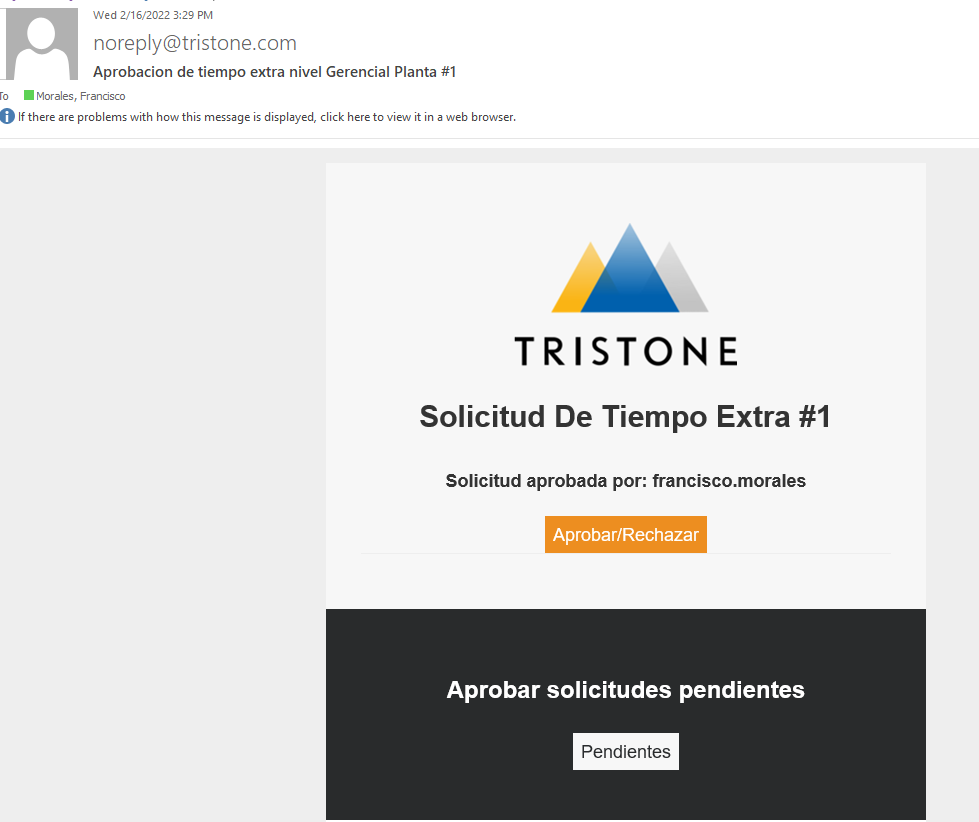 Wed 2/16/2022 3:29 PM
noreply@tristone.com
Aprobacion de tiempo extra nivel Gerencial Planta #1
To Morales, Francisco
If there are problems with how this message is displayed, click here to view it in a web browser.
TRISTONE
Solicitud De Tiempo Extra #1
Solicitud aprobada por: francisco.morales
Aprobar/Rechazar
Aprobar solicitudes pendientes
Pendientes